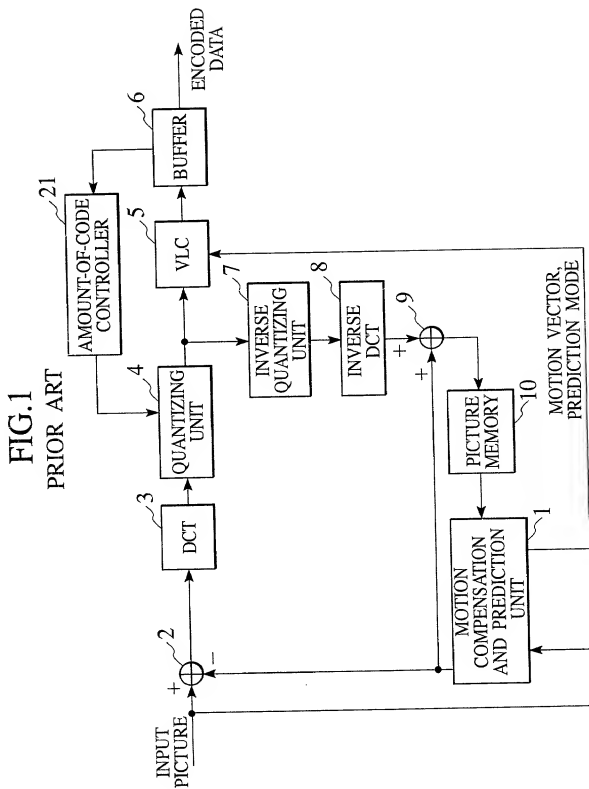 FIG.1
PRIOR ART
INPUT
PICTURE
+
2
−
DCT
3
QUANTIZING
UNIT
4
AMOUNT-OF-CODE
CONTROLLER
21
VLC
5
BUFFER
6
ENCODED
DATA
INVERSE
QUANTIZING
UNIT
7
INVERSE
DCT
8
+
+
9
PICTURE
MEMORY
10
MOTION
COMPENSATION
AND PREDICTION
UNIT
1
MOTION VECTOR,
PREDICTION MODE